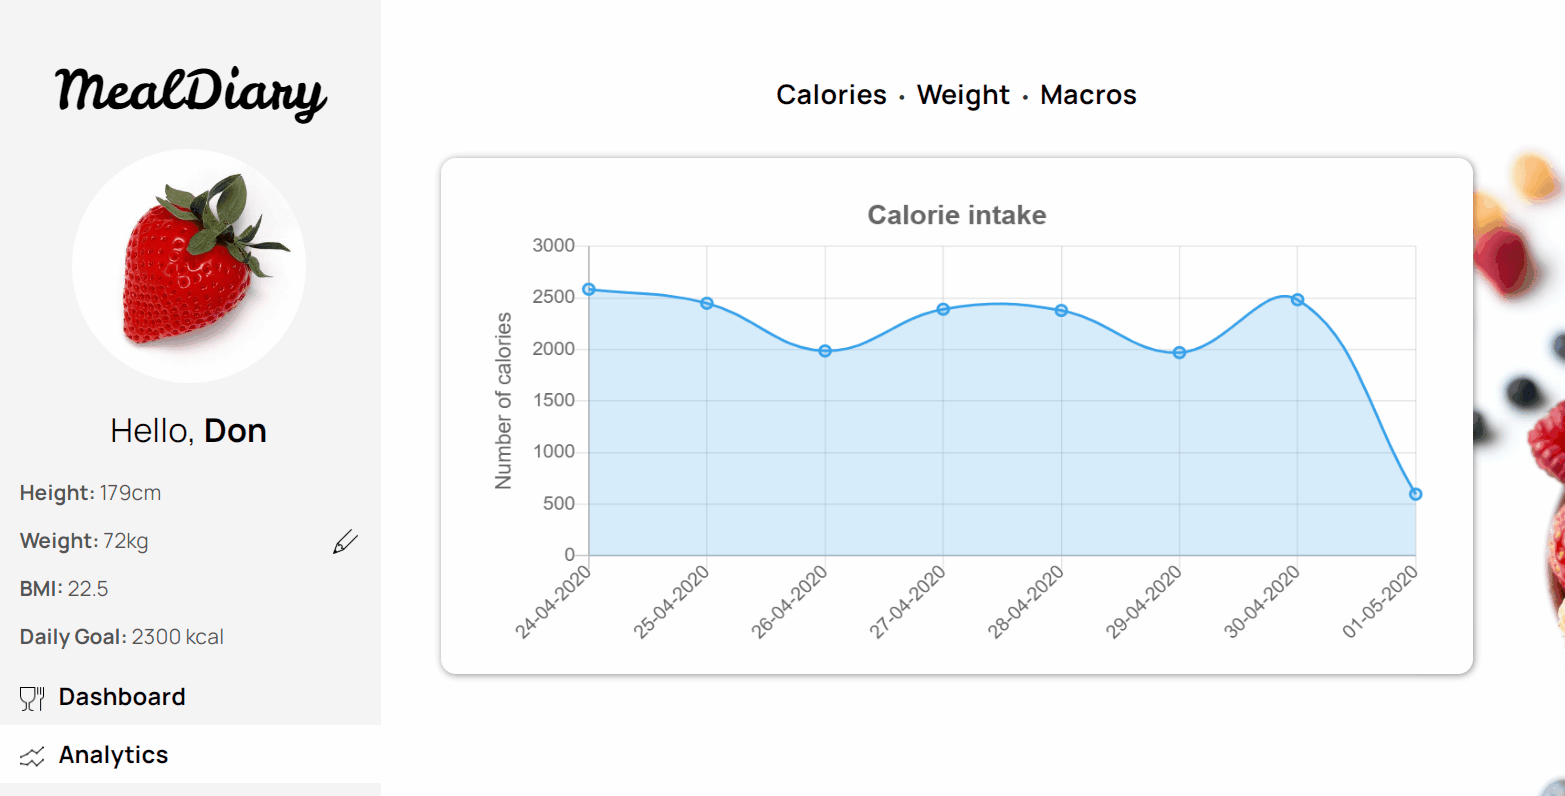 MealDiary
Hello, Don
Height: 179cm
Weight: 72kg
BMI: 22.5
Daily Goal: 2300 kcal
Dashboard
Analytics
Calories · Weight · Macros
Calorie intake
Number of calories
3000
2500
2000
1500
1000
500
0
24-04-2020
25-04-2020
26-04-2020
27-04-2020
28-04-2020
29-04-2020
30-04-2020
01-05-2020